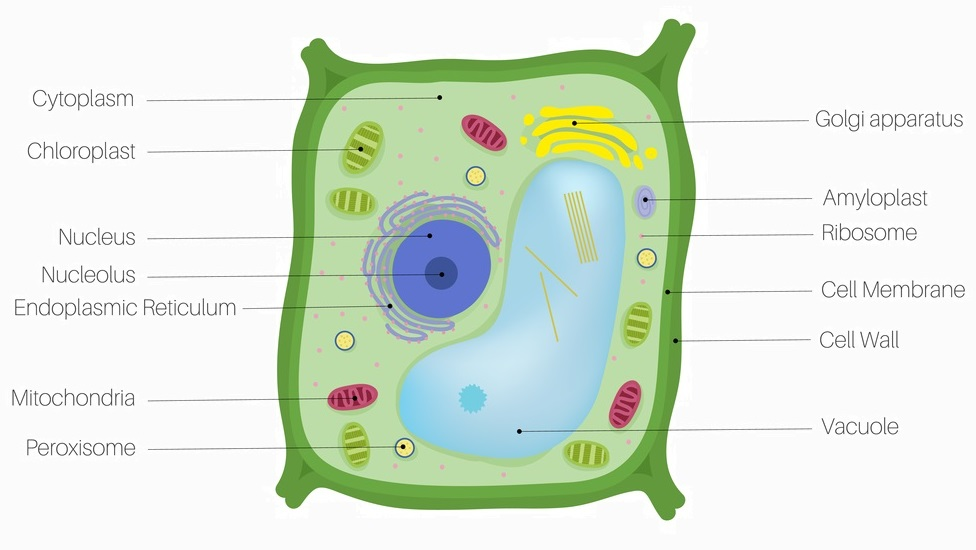 Cytoplasm
Chloroplast
Nucleus
Nucleolus
Endoplasmic Reticulum
Mitochondria
Peroxisome
Golgi apparatus
Amyloplast
Ribosome
Cell Membrane
Cell Wall
Vacuole